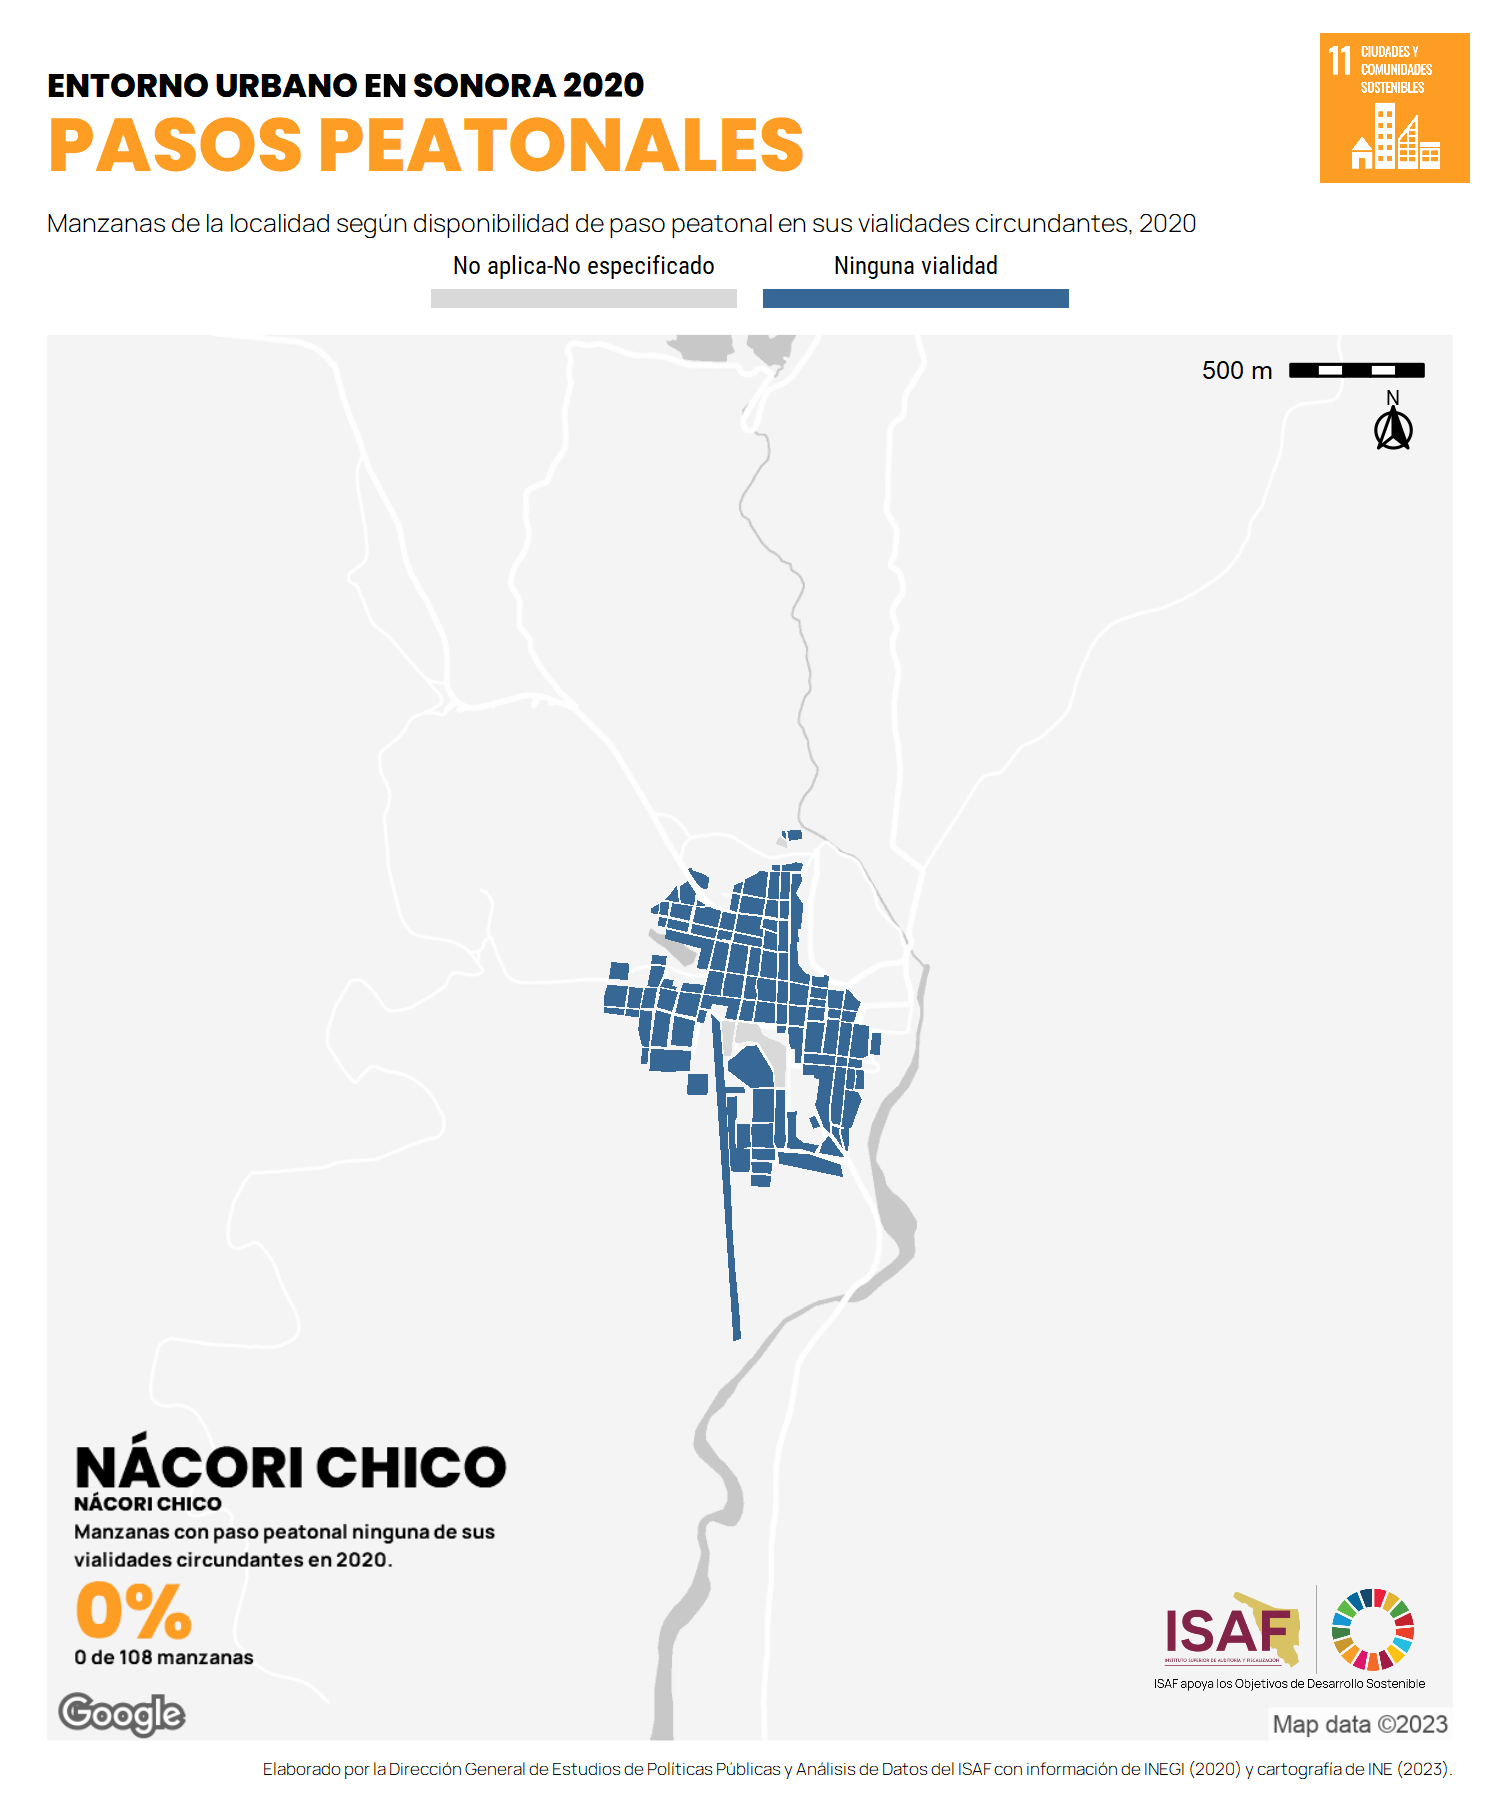 ENTORNO URBANO EN SONORA 2020
PASOS PEATONALES
11 CIUDADES Y
COMUNIDADES
SOSTENIBLES
Manzanas de la localidad según disponibilidad de paso peatonal en sus vialidades circundantes, 2020
No aplica-No especificado
Ninguna vialidad
500 m
N
NÁCORI CHICO
NÁCORI CHICO
Manzanas con paso peatonal ninguna de sus
vialidades circundantes en 2020.
0%
0 de 108 manzanas
Google
ISAF
INSTITUTO SUPERIOR DE AUDITORÍA Y FISCALIZACIÓN
ISAF apoya los Objetivos de Desarrollo Sostenible
Map data ©2023
Elaborado por la Dirección General de Estudios de Políticas Públicas y Análisis de Datos del ISAF con información de INEGI (2020) y cartografía de INE (2023).